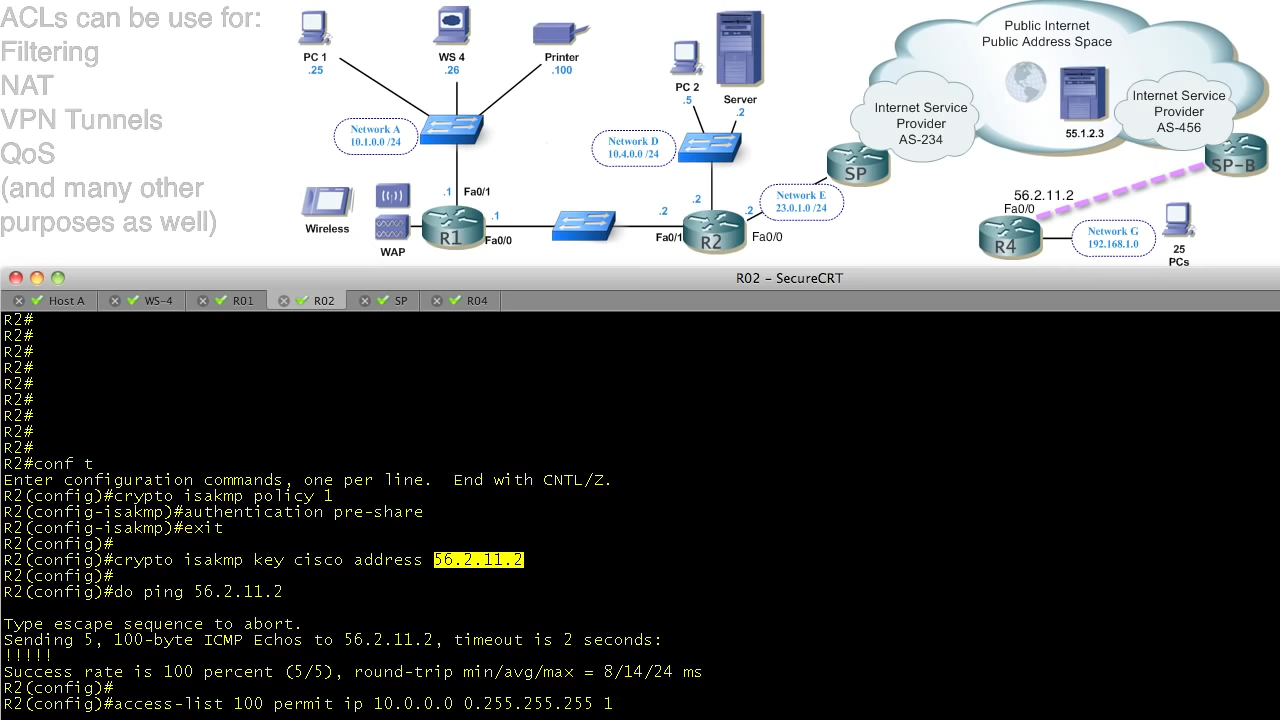 ACLs can be use for:
Filtering
NAT
VPN Tunnels
QoS
(and many other
purposes as well)
PC 1
.25
WS 4
.26
Printer
.100
Network A
10.1.0.0 /24
.1
Fa0/1
Wireless
WAP
R1
.1
Fa0/0
PC 2
.5
Server
.2
Network D
10.4.0.0 /24
.2
.2
Fa0/1
R2
.2
Fa0/0
Network E
23.0.1.0 /24
SP
Internet Service
Provider
AS-234
Public Internet
Public Address Space
55.1.2.3
Internet Service
Provider
AS-456
SP-B
56.2.11.2
Fa0/0
R4
Network G
192.168.1.0
25
PCs
R02 – SecureCRT
Host A
WS-4
R01
R02
SP
R04
R2#
R2#
R2#
R2#
R2#
R2#
R2#
R2#
R2#
R2#conf t
Enter configuration commands, one per line.  End with CNTL/Z.
R2(config)#crypto isakmp policy 1
R2(config-isakmp)#authentication pre-share
R2(config-isakmp)#exit
R2(config)#
R2(config)#crypto isakmp key cisco address 56.2.11.2
R2(config)#
R2(config)#do ping 56.2.11.2
Type escape sequence to abort.
Sending 5, 100-byte ICMP Echos to 56.2.11.2, timeout is 2 seconds:
!!!!!
Success rate is 100 percent (5/5), round-trip min/avg/max = 8/14/24 ms
R2(config)#
R2(config)#access-list 100 permit ip 10.0.0.0 0.255.255.255 1